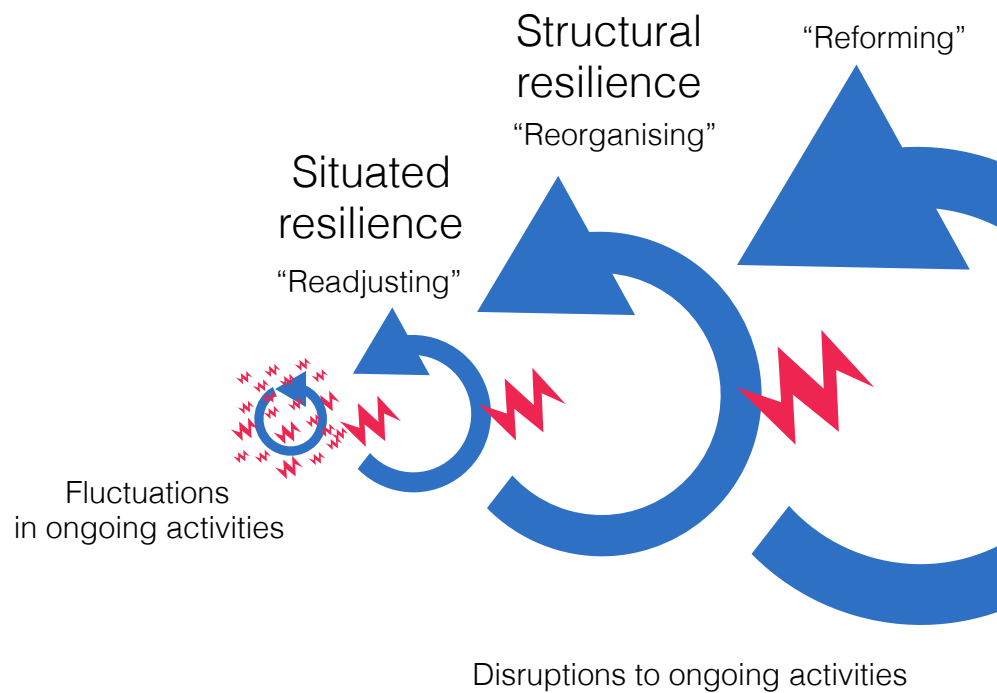 Structural
resilience
“Reorganising”
“Reforming”
Situated
resilience
“Readjusting”
Fluctuations
in ongoing activities
Disruptions to ongoing activities